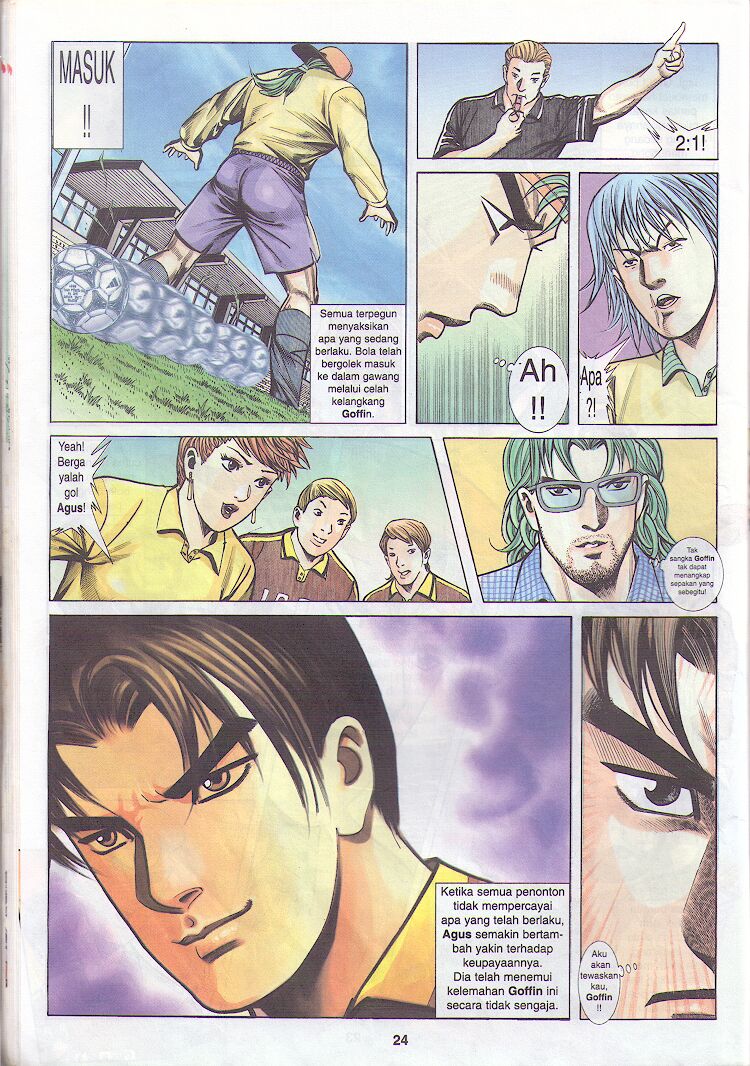 MASUK
!!
2:1!
Semua terpegun
menyaksikan
apa yang sedang
berlaku. Bola telah
bergolek masuk
ke dalam gawang
melalui celah
kelangkang
Goffin.
Ah
!!
Apa
?!
Yeah!
Berga
yalah
gol
Agus!
Tak
sangka Goffin
tak dapat
menangkap
sepakan yang
sebegitu!
Ketika semua penonton
tidak mempercayai
apa yang telah berlaku,
Agus semakin bertam-
bah yakin terhadap
keupayaannya.
Dia telah menemui
kelemahan Goffin ini
secara tidak sengaja.
Aku
akan
tewaskan
kau,
Goffin
!!
24